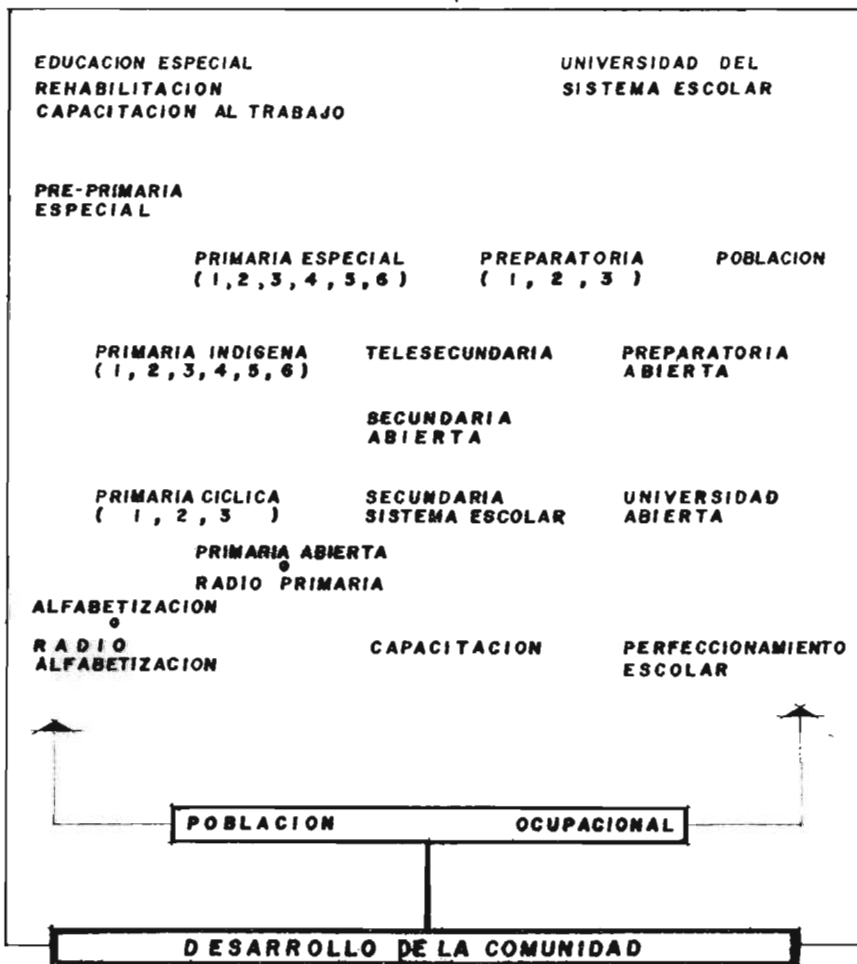 EDUCACION ESPECIAL
REHABILITACION
CAPACITACION AL TRABAJO
UNIVERSIDAD DEL
SISTEMA ESCOLAR
PRE-PRIMARIA
ESPECIAL
PRIMARIA ESPECIAL
(1,2,3,4,5,6)
PREPARATORIA
(1, 2, 3)
POBLACION
PRIMARIA INDIGENA
(1, 2, 3, 4, 5, 6)
TELESECUNDARIA
PREPARATORIA
ABIERTA
SECUNDARIA
ABIERTA
PRIMARIA CICLICA
( 1, 2, 3 )
SECUNDARIA
SISTEMA ESCOLAR
UNIVERSIDAD
ABIERTA
PRIMARIA ABIERTA
o
RADIO PRIMARIA
ALFABETIZACION
o
RADIO
ALFABETIZACION
CAPACITACION
PERFECCIONAMIENTO
ESCOLAR
POBLACION OCUPACIONAL
DESARROLLO DE LA COMUNIDAD